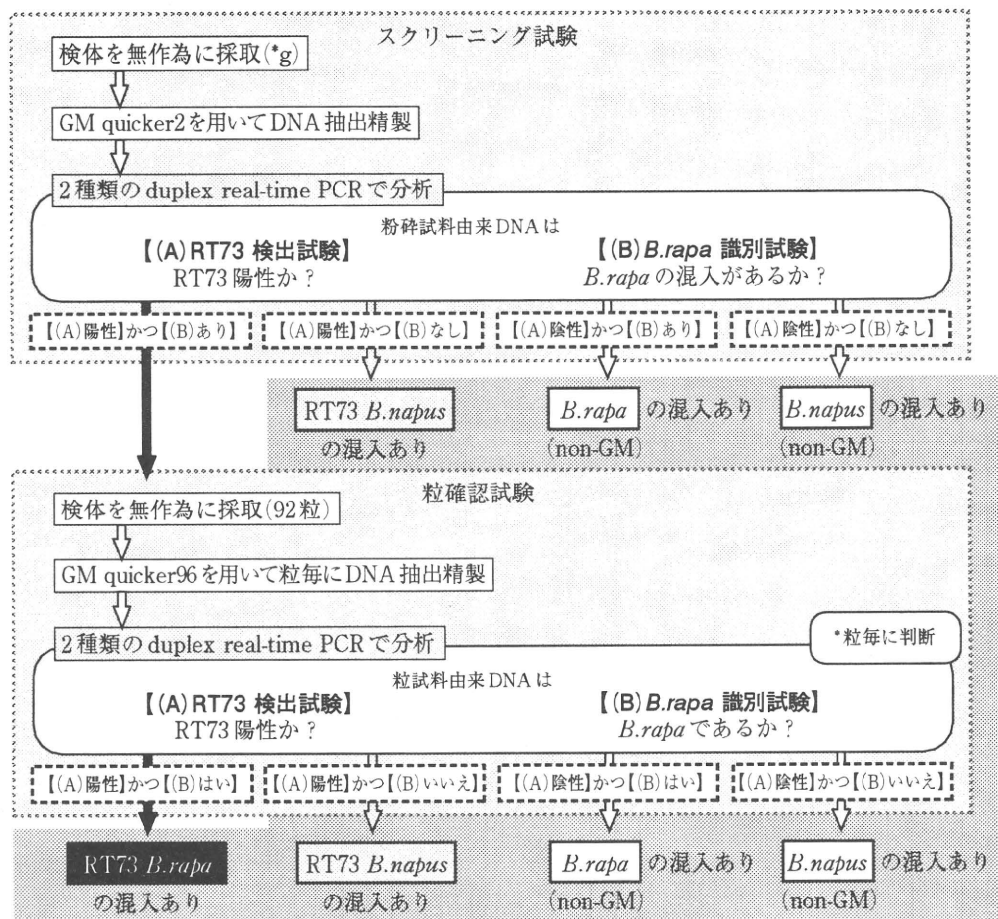 スクリーニング試験
検体を無作為に採取(*g)
GM quicker2を用いてDNA抽出精製
2種類のduplex real-time PCRで分析
粉砕試料由来DNAは
【(A)RT73 検出試験】 【(B)B.rapa 識別試験】
RT73陽性か？ B.rapaの混入があるか？
【(A)陽性】かつ【(B)あり】 【(A)陽性】かつ【(B)なし】 【(A)陰性】かつ【(B)あり】 【(A)陰性】かつ【(B)なし】
RT73 B.napus B.rapa の混入あり B.napus の混入あり
の混入あり (non-GM) (non-GM)
粒確認試験
検体を無作為に採取(92粒)
GM quicker96を用いて粒毎にDNA抽出精製
2種類のduplex real-time PCRで分析 *粒毎に判断
粒試料由来DNAは
【(A)RT73 検出試験】 【(B)B.rapa 識別試験】
RT73陽性か？ B.rapaであるか？
【(A)陽性】かつ【(B)はい】 【(A)陽性】かつ【(B)いいえ】 【(A)陰性】かつ【(B)はい】 【(A)陰性】かつ【(B)いいえ】
RT73 B.rapa RT73 B.napus B.rapa の混入あり B.napus の混入あり
の混入あり の混入あり (non-GM) (non-GM)